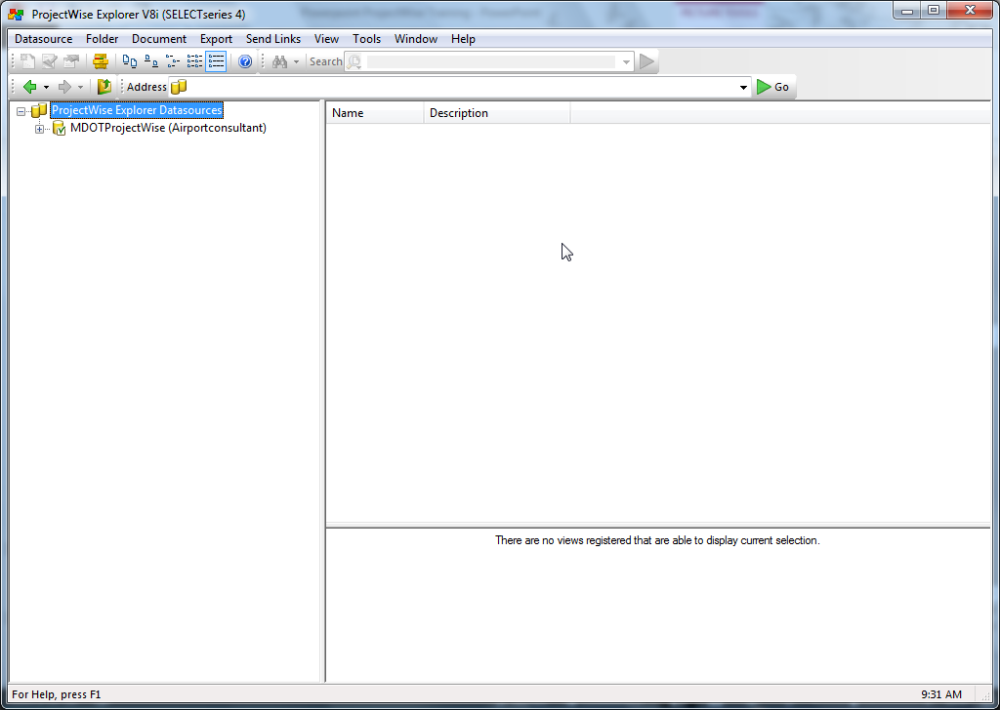 ProjectWise Explorer V8i (SELECTseries 4)
Datasource Folder Document Export Send Links View Tools Window Help
Search
Address Go
ProjectWise Explorer Datasources
MDOTProjectWise (Airportconsultant)
Name Description
There are no views registered that are able to display current selection.
For Help, press F1 9:31 AM